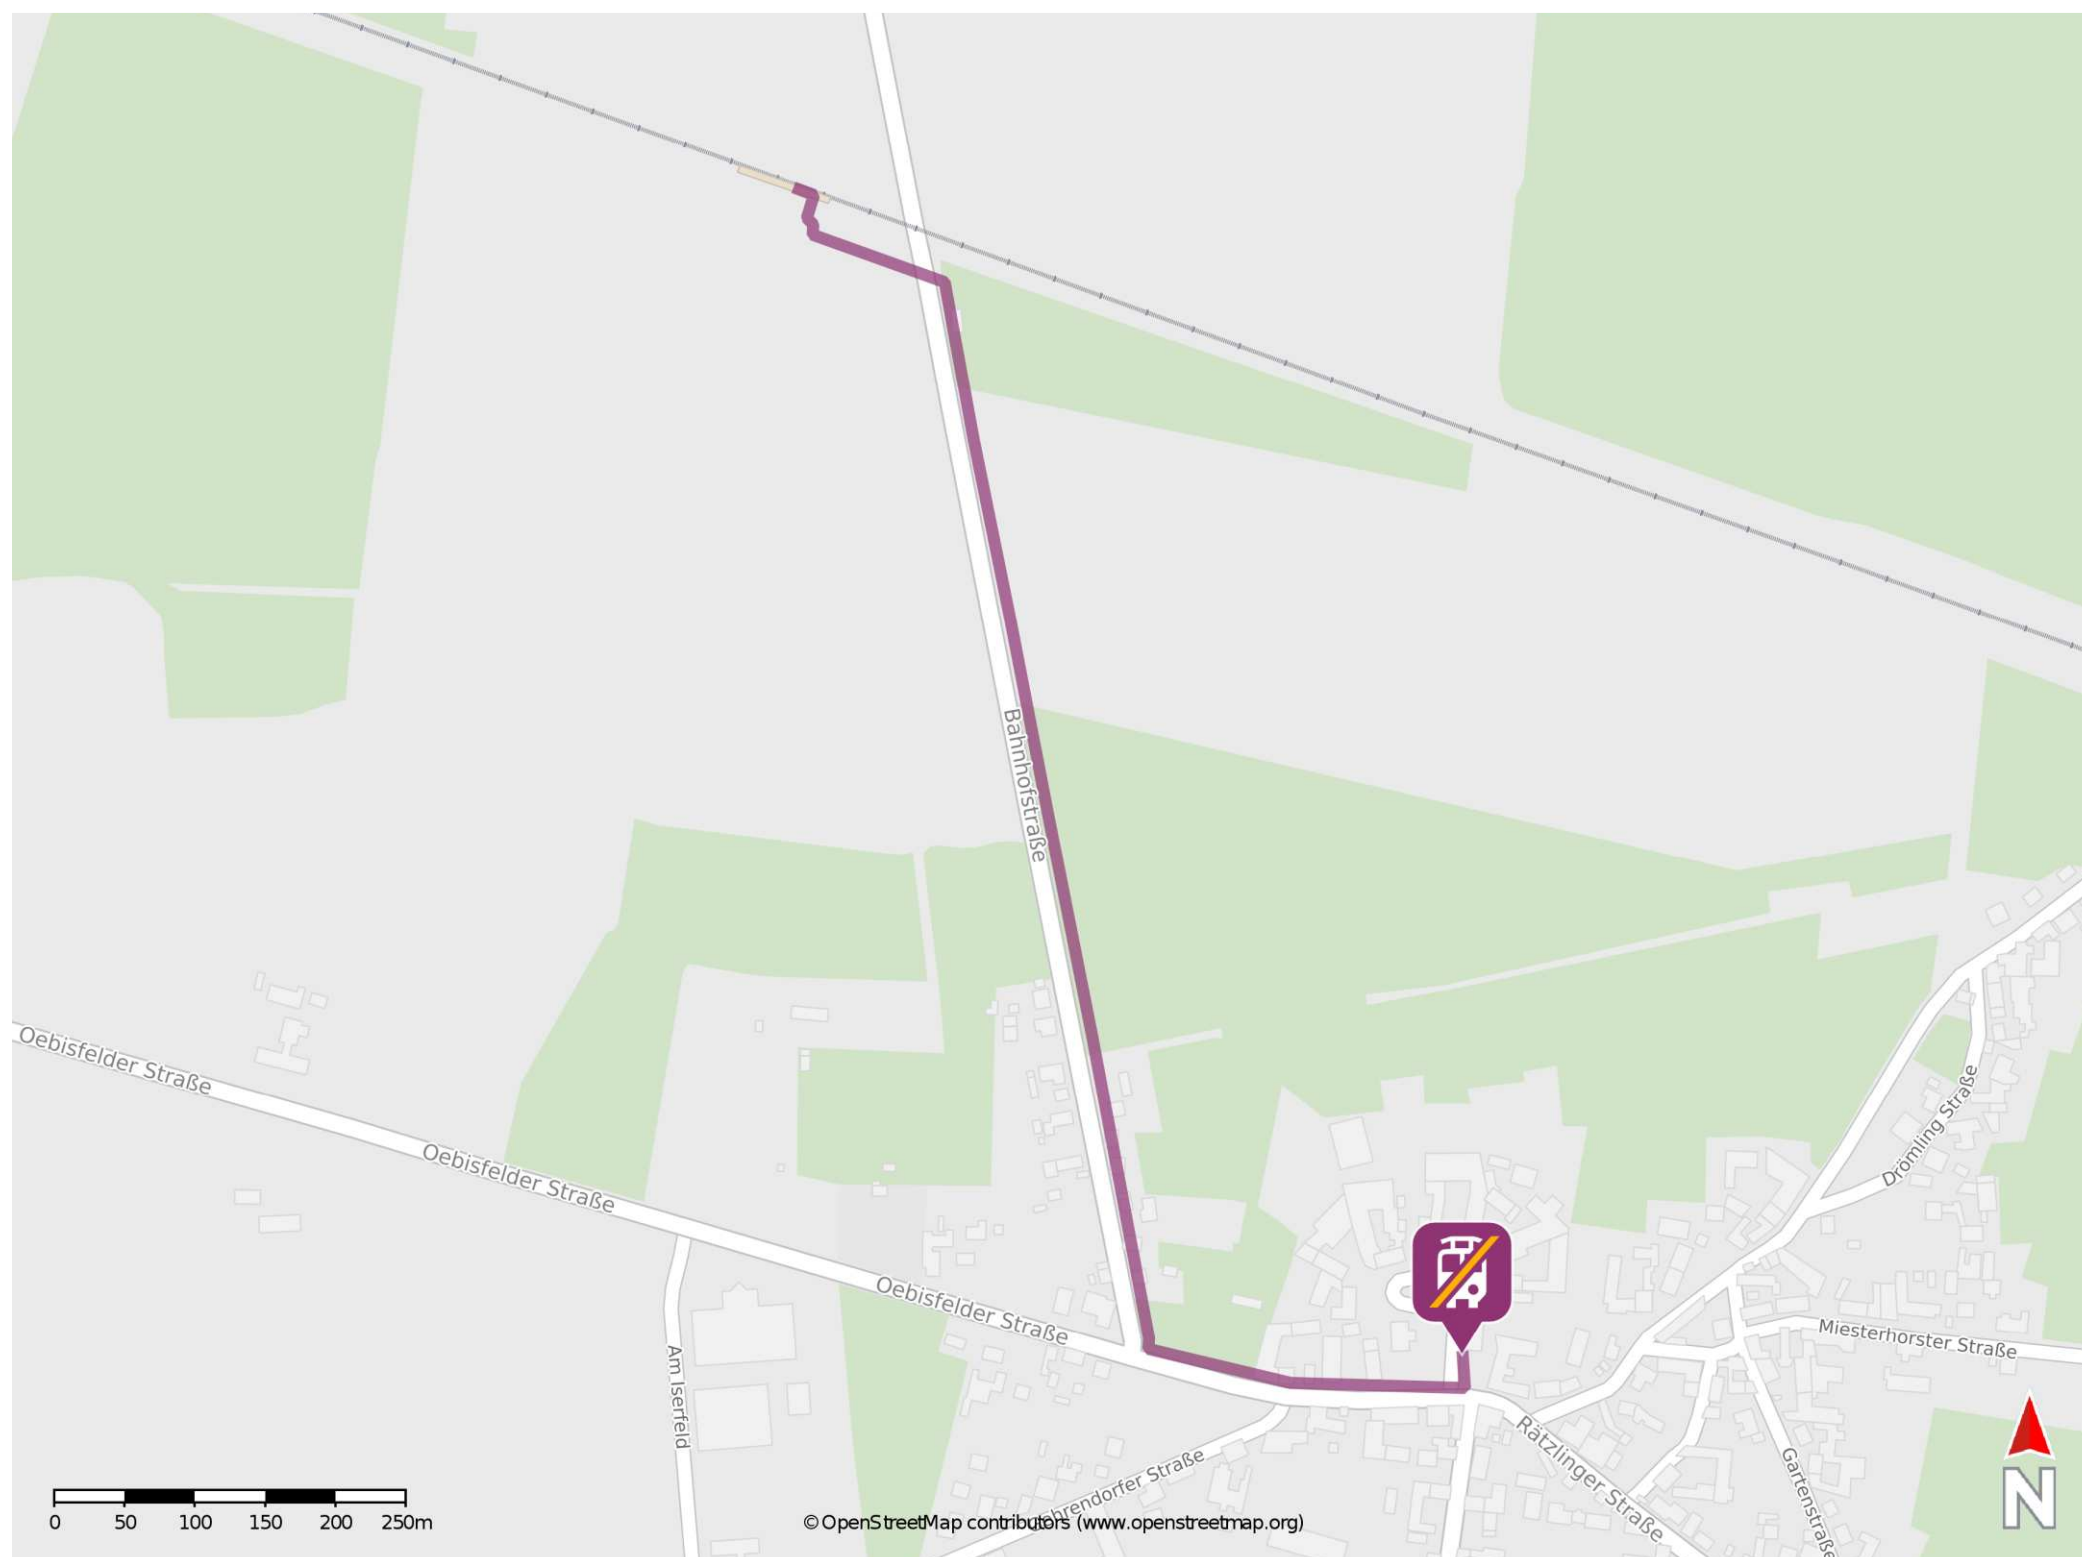 Bahnhofstraße
Oebisfelder Straße
Oebisfelder Straße
Drömling Straße
Oebisfelder Straße
Miesterhorster Straße
Am Iserfeld
Rätzlinger Straße
Gartenstraße
Straße
N
0 50 100 150 200 250m
© OpenStreetMap contributors (www.openstreetmap.org)